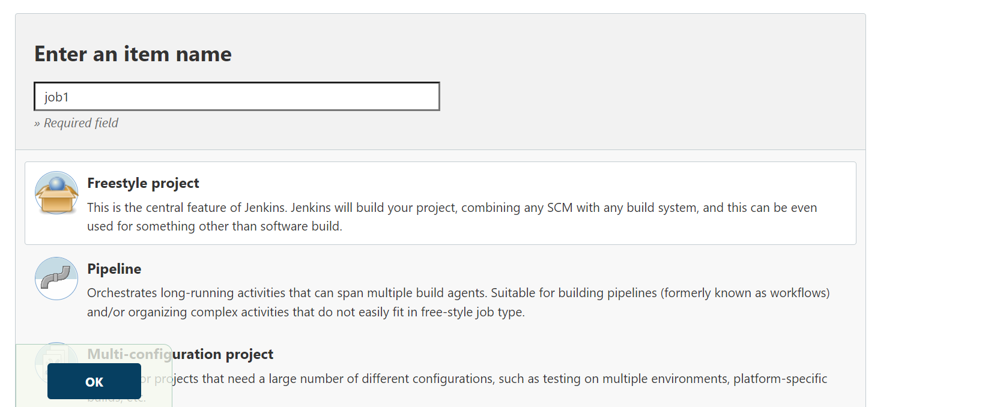 Enter an item name
job1
» Required field
Freestyle project
This is the central feature of Jenkins. Jenkins will build your project, combining any SCM with any build system, and this can be even
used for something other than software build.
Pipeline
Orchestrates long-running activities that can span multiple build agents. Suitable for building pipelines (formerly known as workflows)
and/or organizing complex activities that do not easily fit in free-style job type.
Multi-configuration project
or projects that need a large number of different configurations, such as testing on multiple environments, platform-specific
OK
builds, etc.